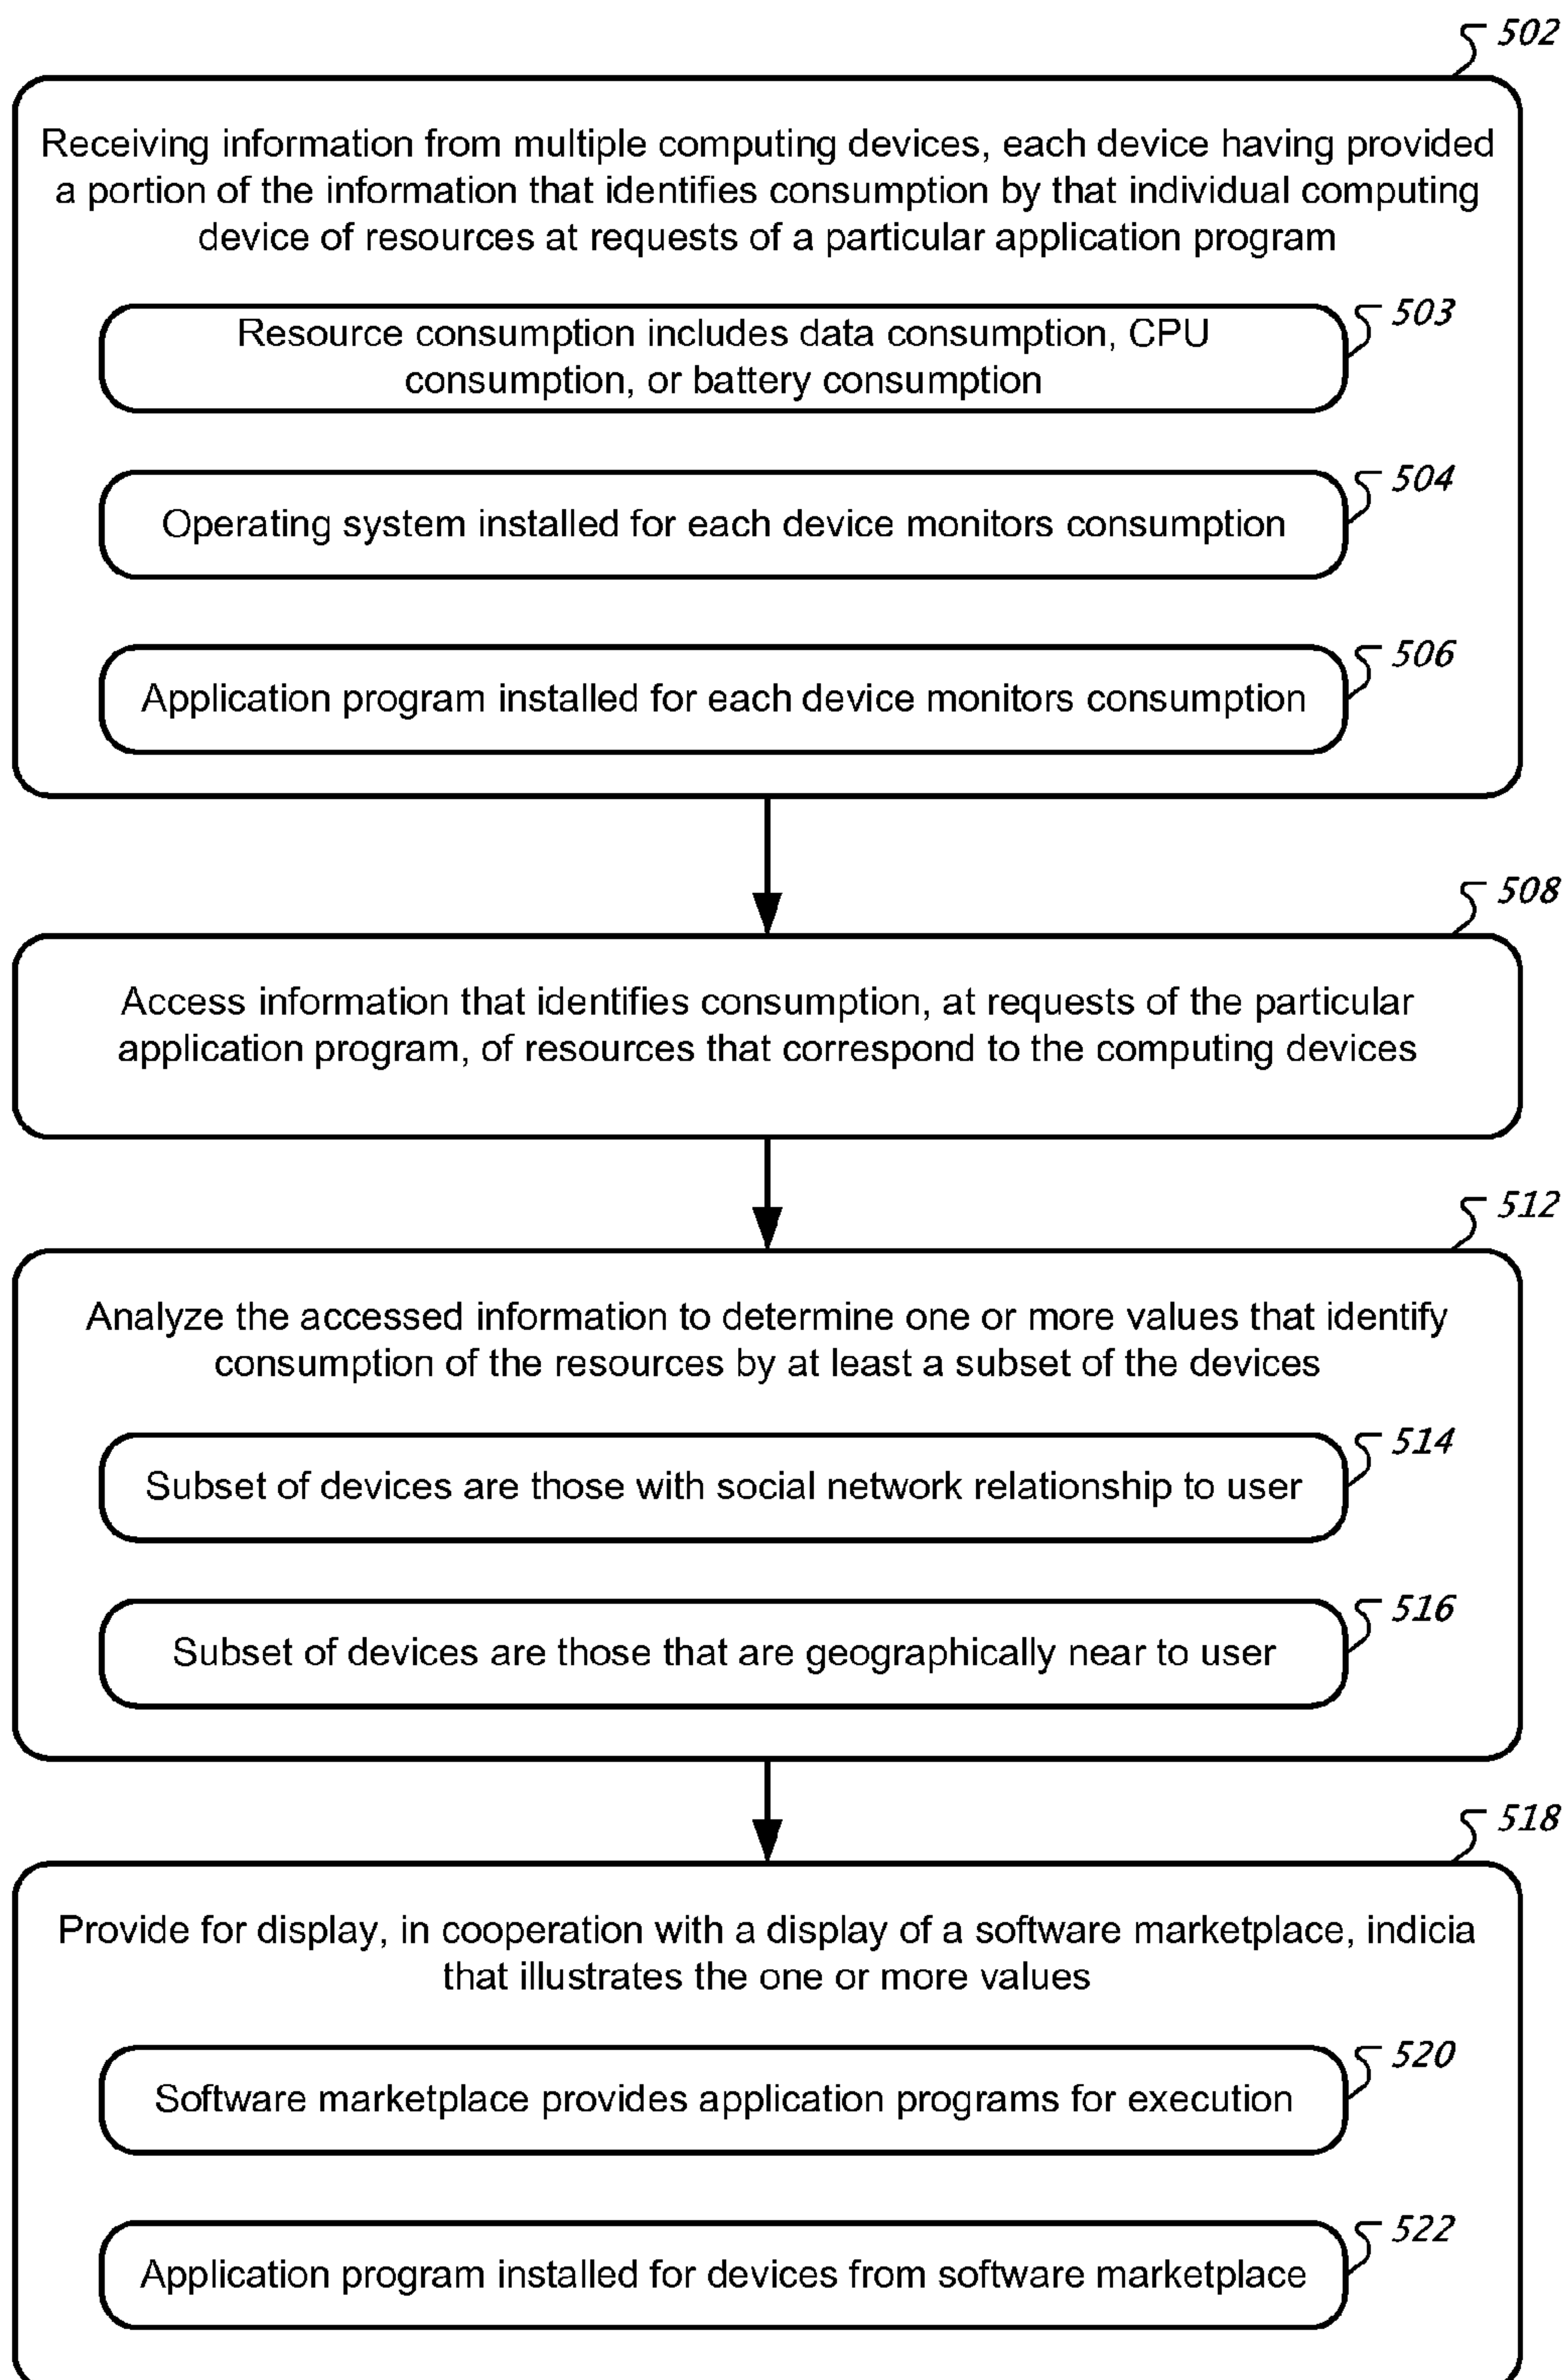 502
Receiving information from multiple computing devices, each device having provided
a portion of the information that identifies consumption by that individual computing
device of resources at requests of a particular application program
503
Resource consumption includes data consumption, CPU
consumption, or battery consumption
504
Operating system installed for each device monitors consumption
506
Application program installed for each device monitors consumption
508
Access information that identifies consumption, at requests of the particular
application program, of resources that correspond to the computing devices
512
Analyze the accessed information to determine one or more values that identify
consumption of the resources by at least a subset of the devices
514
Subset of devices are those with social network relationship to user
516
Subset of devices are those that are geographically near to user
518
Provide for display, in cooperation with a display of a software marketplace, indicia
that illustrates the one or more values
520
Software marketplace provides application programs for execution
522
Application program installed for devices from software marketplace